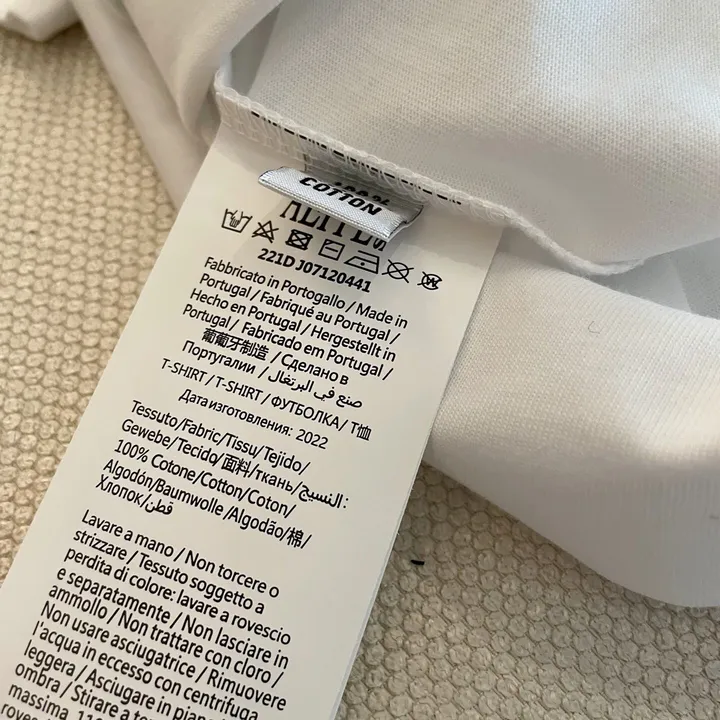 COTTON
221D J07120441
Fabbricato in Portogallo / Made in
Portugal / Fabriqué au Portugal /
Hecho en Portugal / Hergestellt in
Portugal / Fabricado em Portugal /
葡萄牙制造 / Сделано в
Португалии / صنع في البرتغال
T-SHIRT / T-SHIRT / ФУТБОЛКА / T恤
Дата изготовления: 2022
Tessuto/Fabric/Tissu/Tejido/
Gewebe/Tecido/面料/ткань/النسيج:
100% Cotone/Cotton/Coton/
Algodón/Baumwolle /Algodão/棉/
Хлопок/قطن
Lavare a mano / Non torcere o
strizzare / Tessuto soggetto a
perdita di colore: lavare a rovescio
e separatamente / Non lasciare in
ammollo / Non trattare con cloro /
Non usare asciugatrice / Rimuovere
l'acqua in eccesso con centrifuga
leggera / Asciugare in piano
ombra / Stirare a
massima